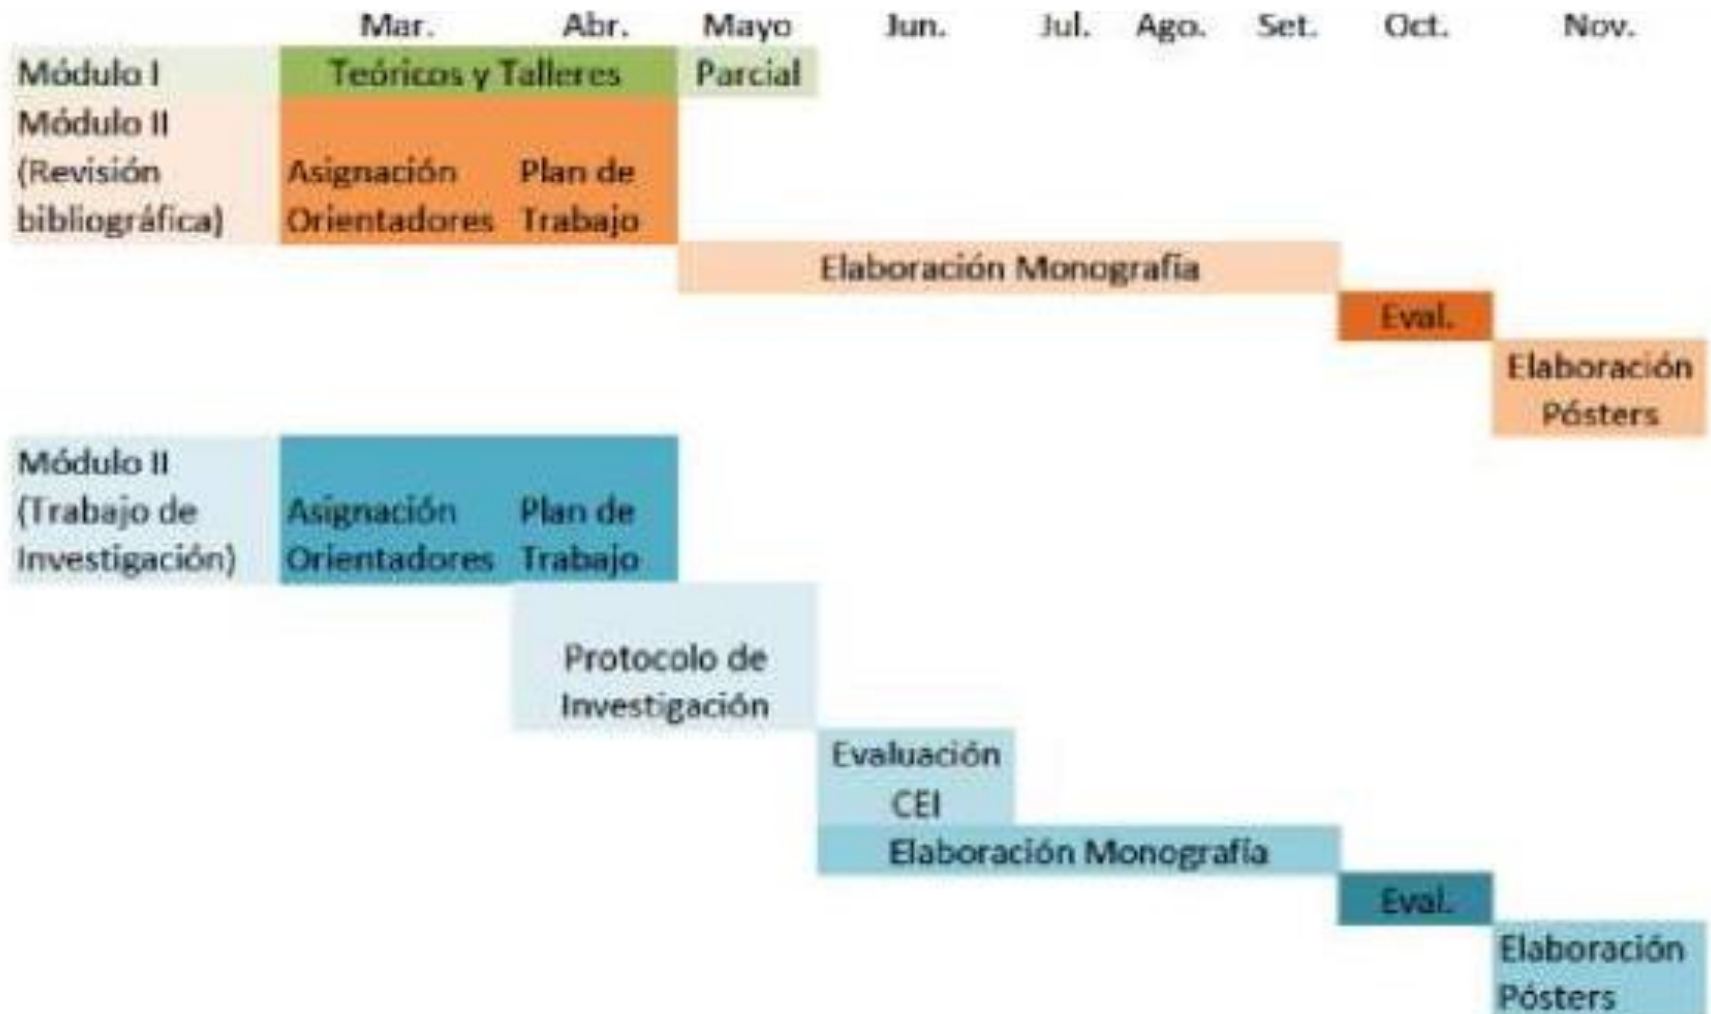 Mar. Abr. Mayo Jun. Jul. Ago. Set. Oct. Nov.
Módulo I Teóricos y Talleres Parcial
Módulo II
(Revisión Asignación Plan de
bibliográfica) Orientadores Trabajo
Elaboración Monografía
Eval.
Elaboración
Pósters
Módulo II
(Trabajo de Asignación Plan de
Investigación) Orientadores Trabajo
Protocolo de
Investigación
Evaluación
CEI
Elaboración Monografía
Eval.
Elaboración
Pósters